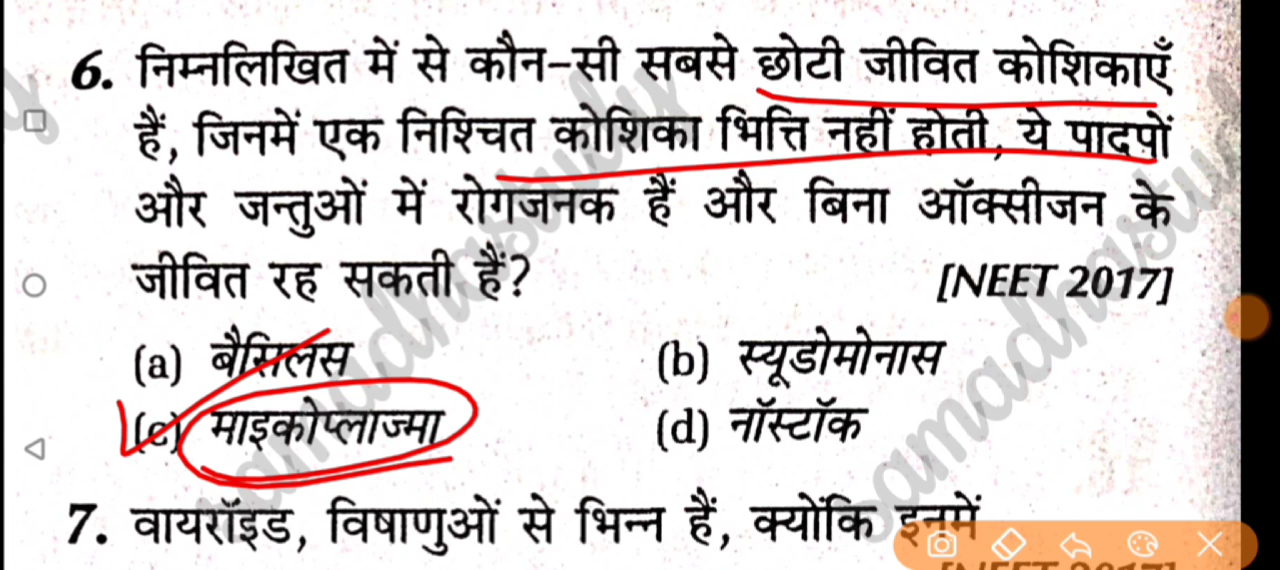 6. निम्नलिखित में से कौन-सी सबसे छोटी जीवित कोशिकाएँ
हैं, जिनमें एक निश्चित कोशिका भित्ति नहीं होती, ये पादपों
और जन्तुओं में रोगजनक हैं और बिना ऑक्सीजन के
जीवित रह सकती हैं?
[NEET 2017]
(a) बैसिलस
(b) स्यूडोमोनास
(c) माइकोप्लाज्मा
(d) नॉस्टॉक
7. वायरॉइड, विषाणुओं से भिन्न हैं, क्योंकि इनमें